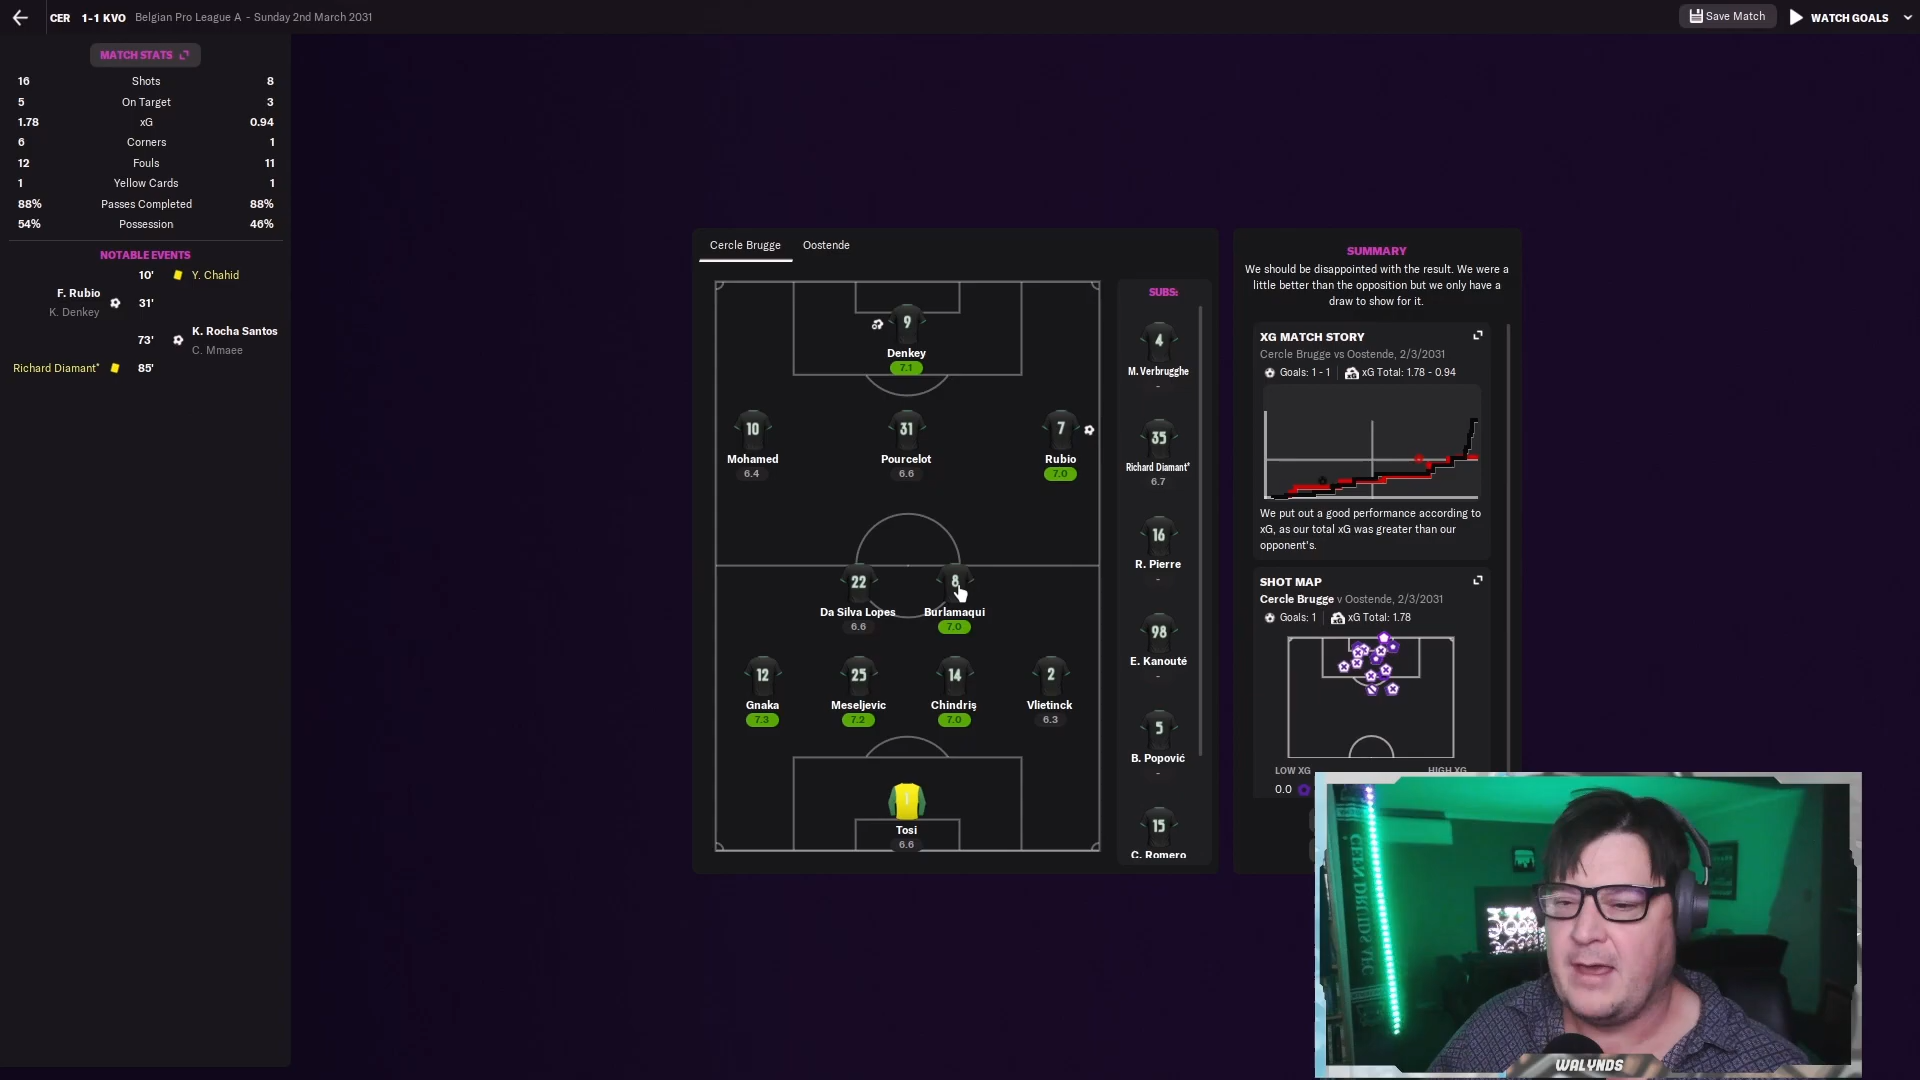 CER 1-1 KVO Belgian Pro League A - Sunday 2nd March 2031
Save Match
WATCH GOALS
MATCH STATS
16 Shots 8
5 On Target 3
1.78 xG 0.94
6 Corners 1
12 Fouls 11
1 Yellow Cards 1
88% Passes Completed 88%
54% Possession 46%
NOTABLE EVENTS
10' Y. Chahid
F. Rubio 31'
K. Denkey
73' K. Rocha Santos
C. Mmaee
Richard Diamant* 85'
Cercle Brugge
Oostende
9
Denkey
7.1
10
Mohamed
6.4
31
Pourcelot
6.6
7
Rubio
7.0
22
Da Silva Lopes
6.6
8
Burlamaqui
7.0
12
Gnaka
7.3
25
Meseljevic
7.2
14
Chindriş
7.0
2
Vlietinck
6.3
1
Tosi
6.6
SUBS:
4
M. Verbrugghe
-
35
Richard Diamant*
6.7
16
R. Pierre
-
98
E. Kanouté
-
5
B. Popović
-
15
C. Romero
SUMMARY
We should be disappointed with the result. We were a
little better than the opposition but we only have a
draw to show for it.
XG MATCH STORY
Cercle Brugge vs Oostende, 2/3/2031
Goals: 1 - 1 xG Total: 1.78 - 0.94
We put out a good performance according to
xG, as our total xG was greater than our
opponent's.
SHOT MAP
Cercle Brugge v Oostende, 2/3/2031
Goals: 1 xG Total: 1.78
LOW XG HIGH XG
0.0
CEFN DRUIDS AFC
WALYNDS